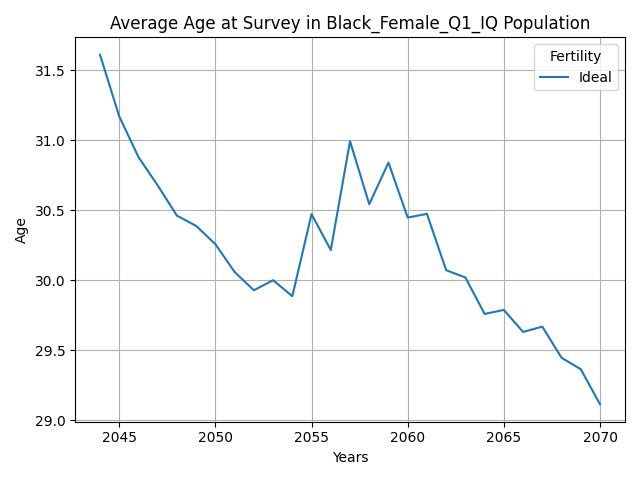 Average Age at Survey in Black_Female_Q1_IQ Population
Fertility
Ideal
31.5
31.0
30.5
30.0
29.5
29.0
Age
2045 2050 2055 2060 2065 2070
Years